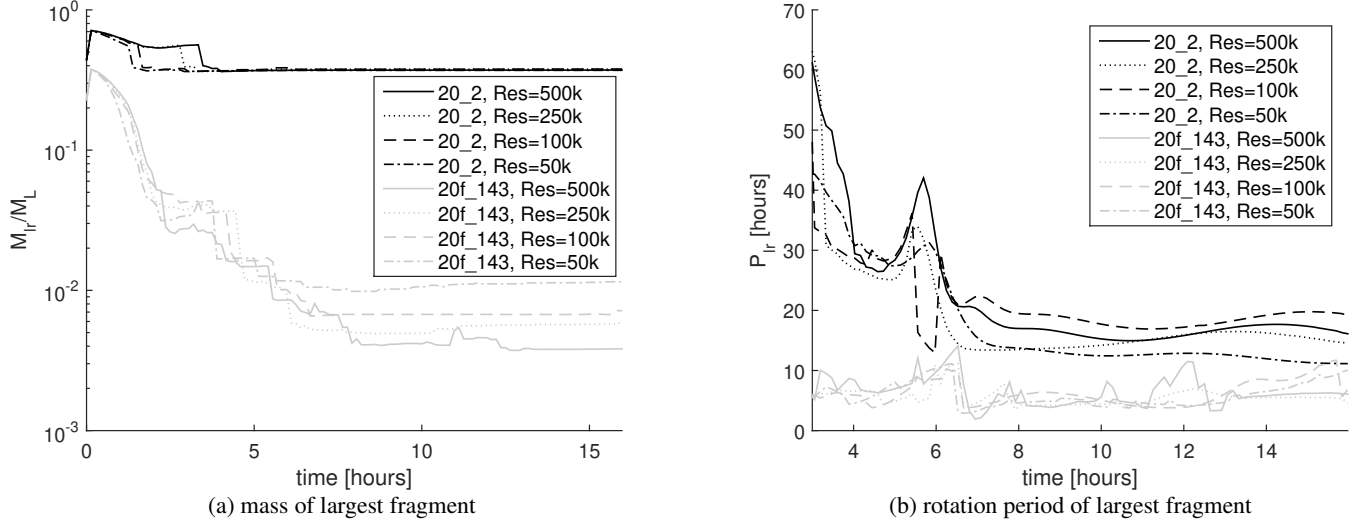 10^0
10^-1
10^-2
10^-3
M_lr/M_L
0
5
10
15
time [hours]
20_2, Res=500k
20_2, Res=250k
20_2, Res=100k
20_2, Res=50k
20f_143, Res=500k
20f_143, Res=250k
20f_143, Res=100k
20f_143, Res=50k
(a) mass of largest fragment
70
60
50
40
30
20
10
0
P_lr [hours]
4
6
8
10
12
14
time [hours]
20_2, Res=500k
20_2, Res=250k
20_2, Res=100k
20_2, Res=50k
20f_143, Res=500k
20f_143, Res=250k
20f_143, Res=100k
20f_143, Res=50k
(b) rotation period of largest fragment